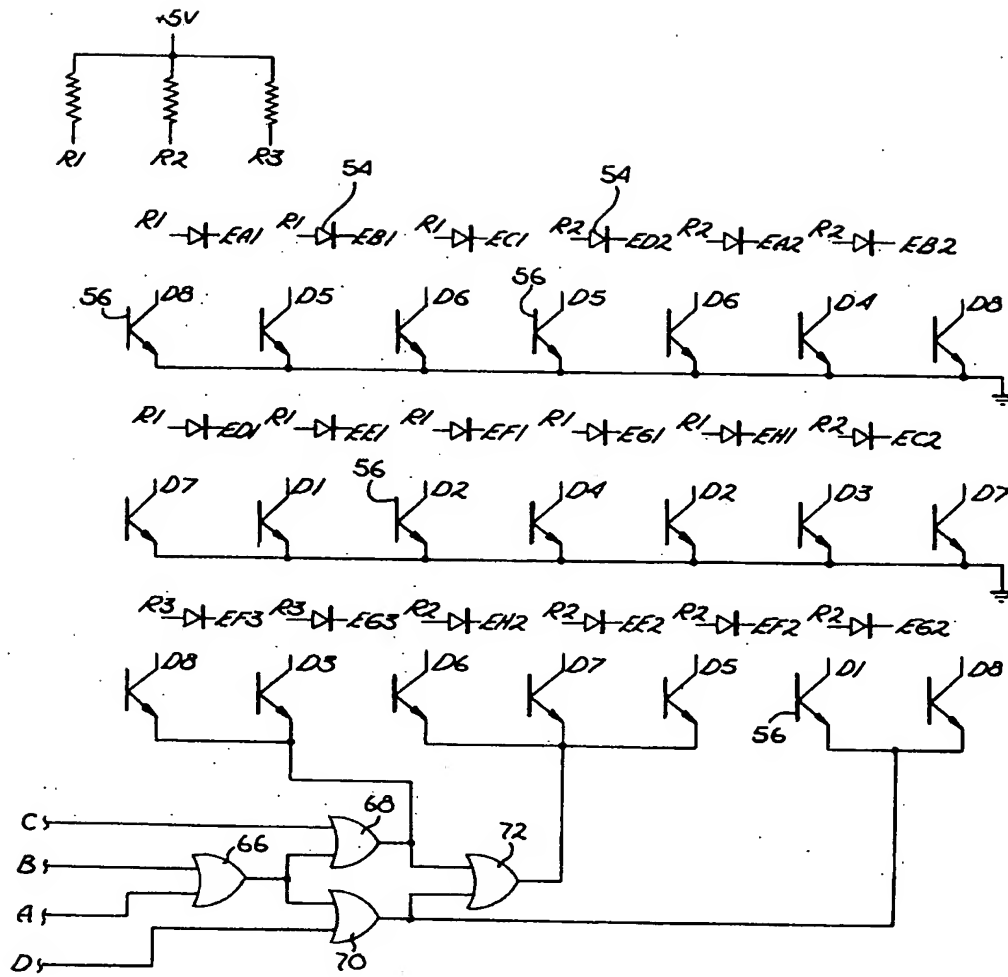 +5V
R1 R2 R3
54 54
R1 EA1 R1 EB1 R1 EC1 R2 ED2 R2 EA2 R2 EB2
56 D8 D5 D6 56 D5 D6 D4 D8
R1 ED1 R1 EE1 R1 EF1 R1 EG1 R1 EH1 R2 EC2
D7 D1 56 D2 D4 D2 D3 D7
R3 EF3 R3 EG3 R2 EH2 R2 EE2 R2 EF2 R2 EG2
D8 D3 D6 D7 D5 D1 D8
56
C 68
B 66 72
A
D 70